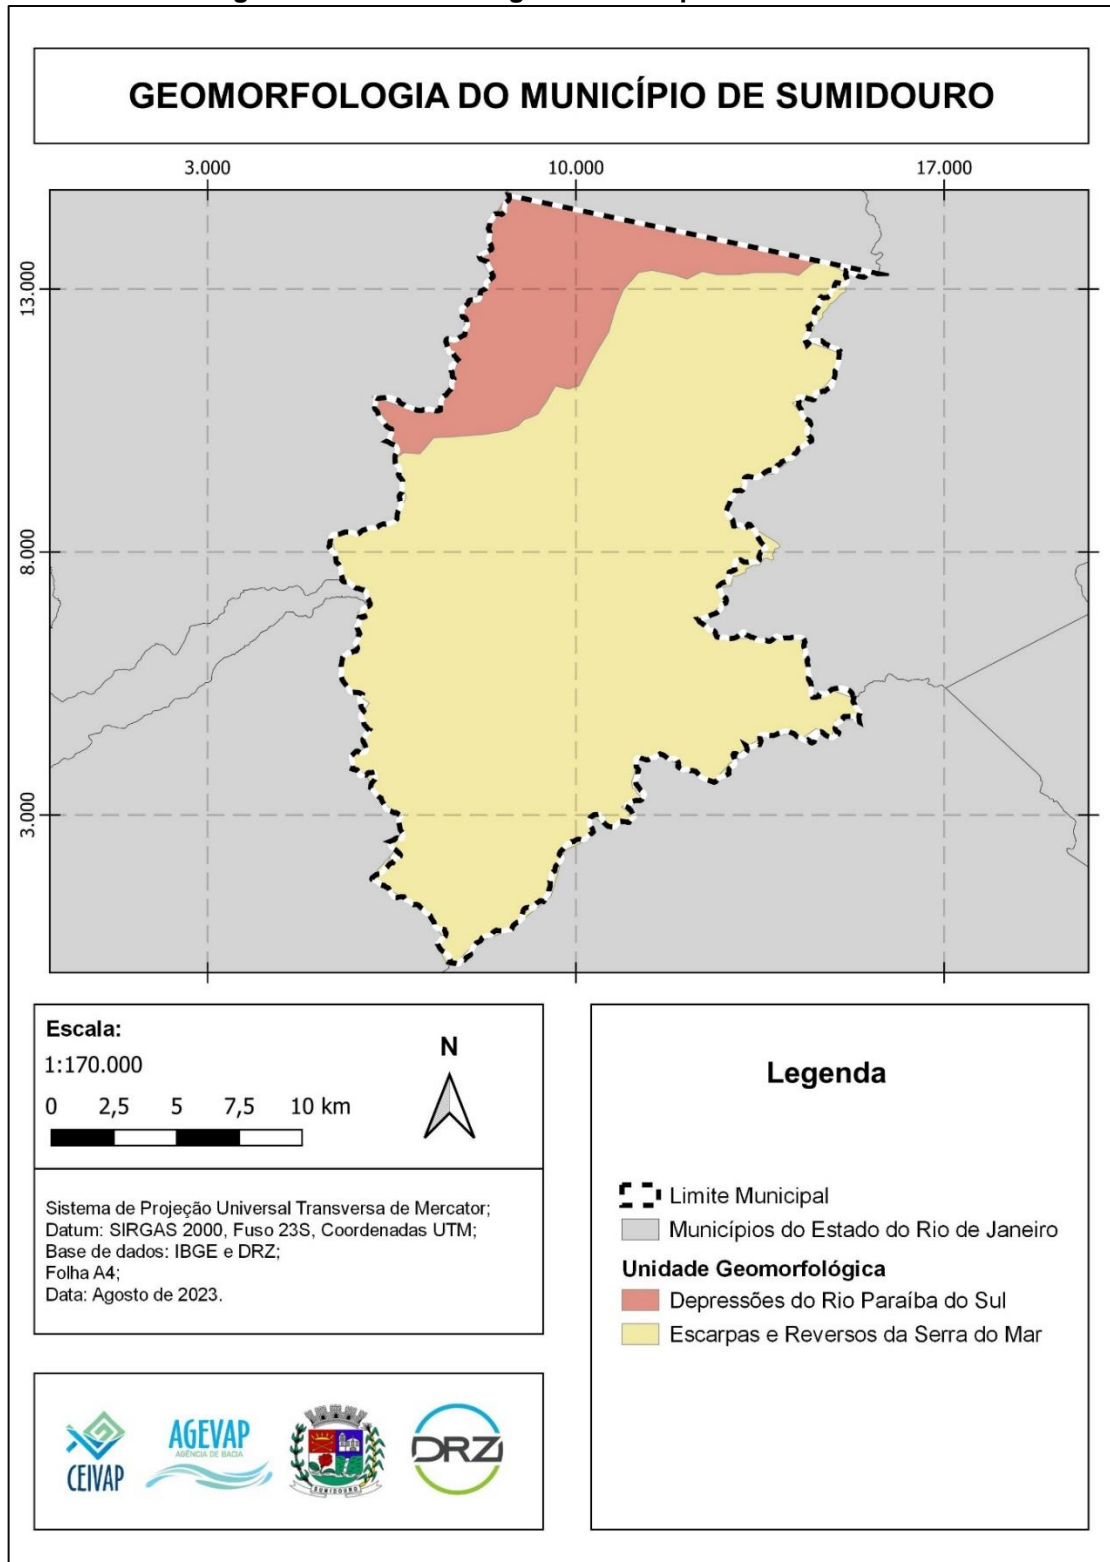 GEOMORFOLOGIA DO MUNICÍPIO DE SUMIDOURO
3.000 10.000 17.000
13.000
8.000
3.000
Escala:
1:170.000
0 2,5 5 7,5 10 km
N
Sistema de Projeção Universal Transversa de Mercator;
Datum: SIRGAS 2000, Fuso 23S, Coordenadas UTM;
Base de dados: IBGE e DRZ;
Folha A4;
Data: Agosto de 2023.
Legenda
Limite Municipal
Municípios do Estado do Rio de Janeiro
Unidade Geomorfológica
Depressões do Rio Paraíba do Sul
Escarpas e Reversos da Serra do Mar
CEIVAP
AGEVAP
AGÊNCIA DE BACIA
SUMIDOURO
DRZ